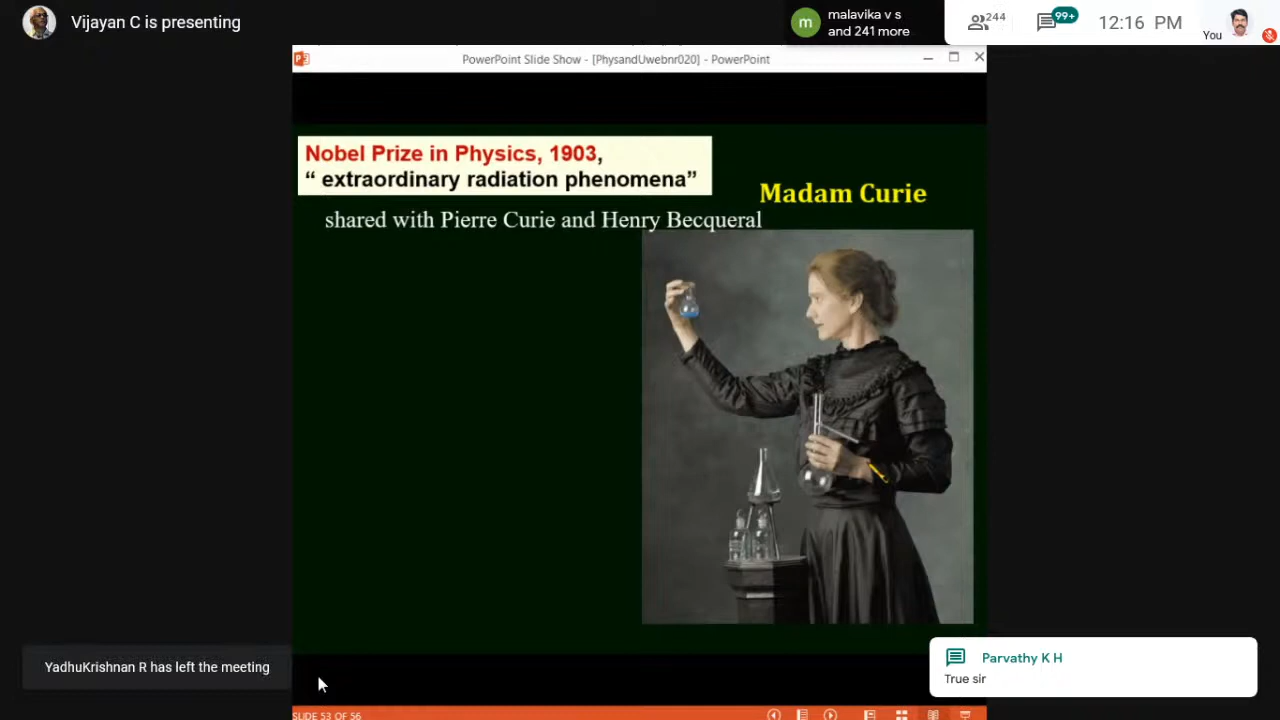 Vijayan C is presenting
m
malavika v s
and 241 more
244
99+
12:16 PM
You
PowerPoint Slide Show - [PhysandUwebnr020] - PowerPoint
Nobel Prize in Physics, 1903,
“ extraordinary radiation phenomena”
Madam Curie
shared with Pierre Curie and Henry Becqueral
YadhuKrishnan R has left the meeting
Parvathy K H
True sir
SLIDE 53 OF 56